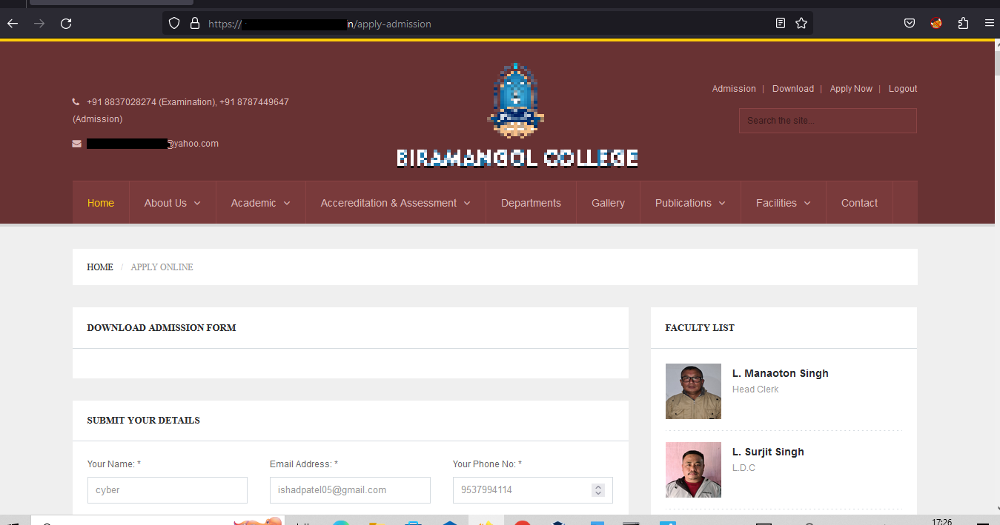 https:// n/apply-admission
+91 8837028274 (Examination), +91 8787449647
(Admission)
@yahoo.com
BIRAMANGOL COLLEGE
Admission | Download | Apply Now | Logout
Search the site...
Home About Us Academic Accereditation & Assessment Departments Gallery Publications Facilities Contact
HOME / APPLY ONLINE
DOWNLOAD ADMISSION FORM
SUBMIT YOUR DETAILS
Your Name: * Email Address: * Your Phone No: *
cyber ishadpatel05@gmail.com 9537994114
FACULTY LIST
L. Manaoton Singh
Head Clerk
L. Surjit Singh
L.D.C
17:26